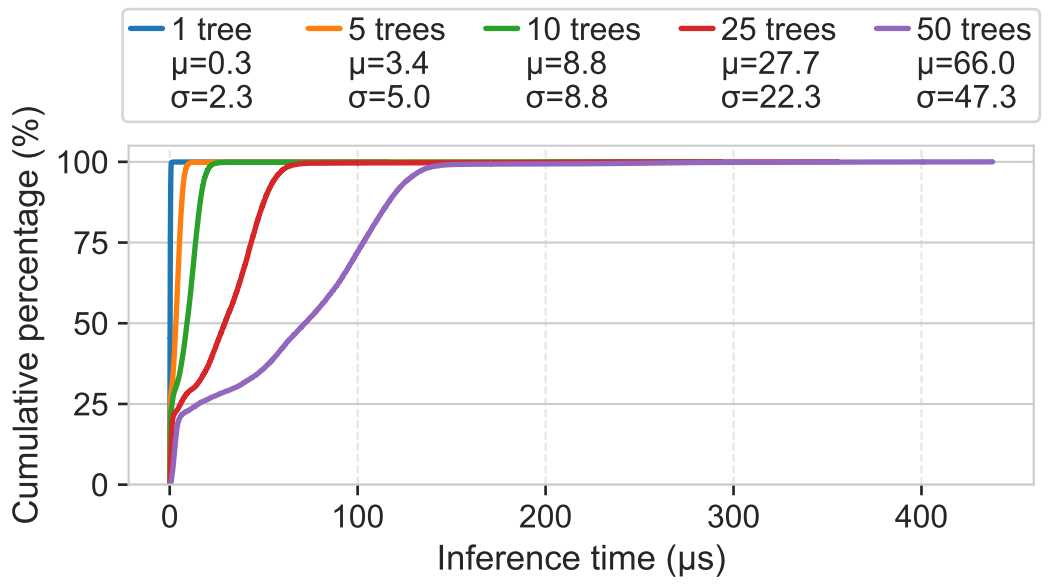 1 tree 5 trees 10 trees 25 trees 50 trees
μ=0.3 μ=3.4 μ=8.8 μ=27.7 μ=66.0
σ=2.3 σ=5.0 σ=8.8 σ=22.3 σ=47.3
Cumulative percentage (%)
100
75
50
25
0
0 100 200 300 400
Inference time (μs)